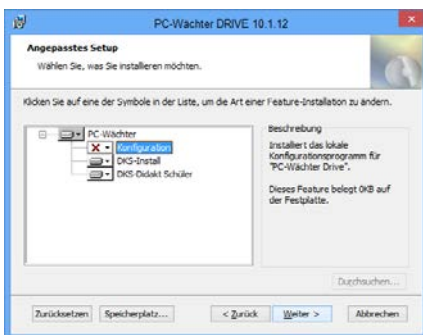 PC-Wächter DRIVE 10.1.12
Angepasstes Setup
Wählen Sie, was Sie installieren möchten.
Klicken Sie auf eine der Symbole in der Liste, um die Art einer Feature-Installation zu ändern.
PC-Wächter
Konfiguration
DKS-Install
DKS-Didakt Schüler
Beschreibung
Installiert das lokale
Konfigurationsprogramm für
"PC-Wächter Drive".
Dieses Feature belegt 0KB auf
der Festplatte.
Durchsuchen...
Zurücksetzen
Speicherplatz...
< Zurück
Weiter >
Abbrechen